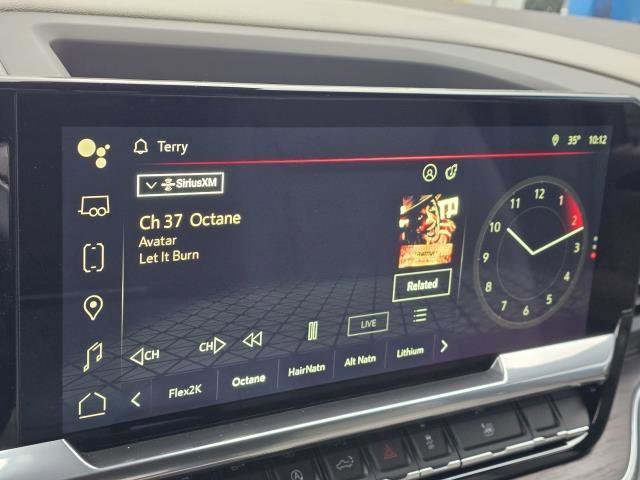 Terry
35° 10:12
SiriusXM
Ch 37 Octane
Avatar
Let It Burn
Related
12
11 1
10 2
9 3
8 4
7 5
6
CH CH LIVE
Flex2K Octane HairNatn Alt Natn Lithium